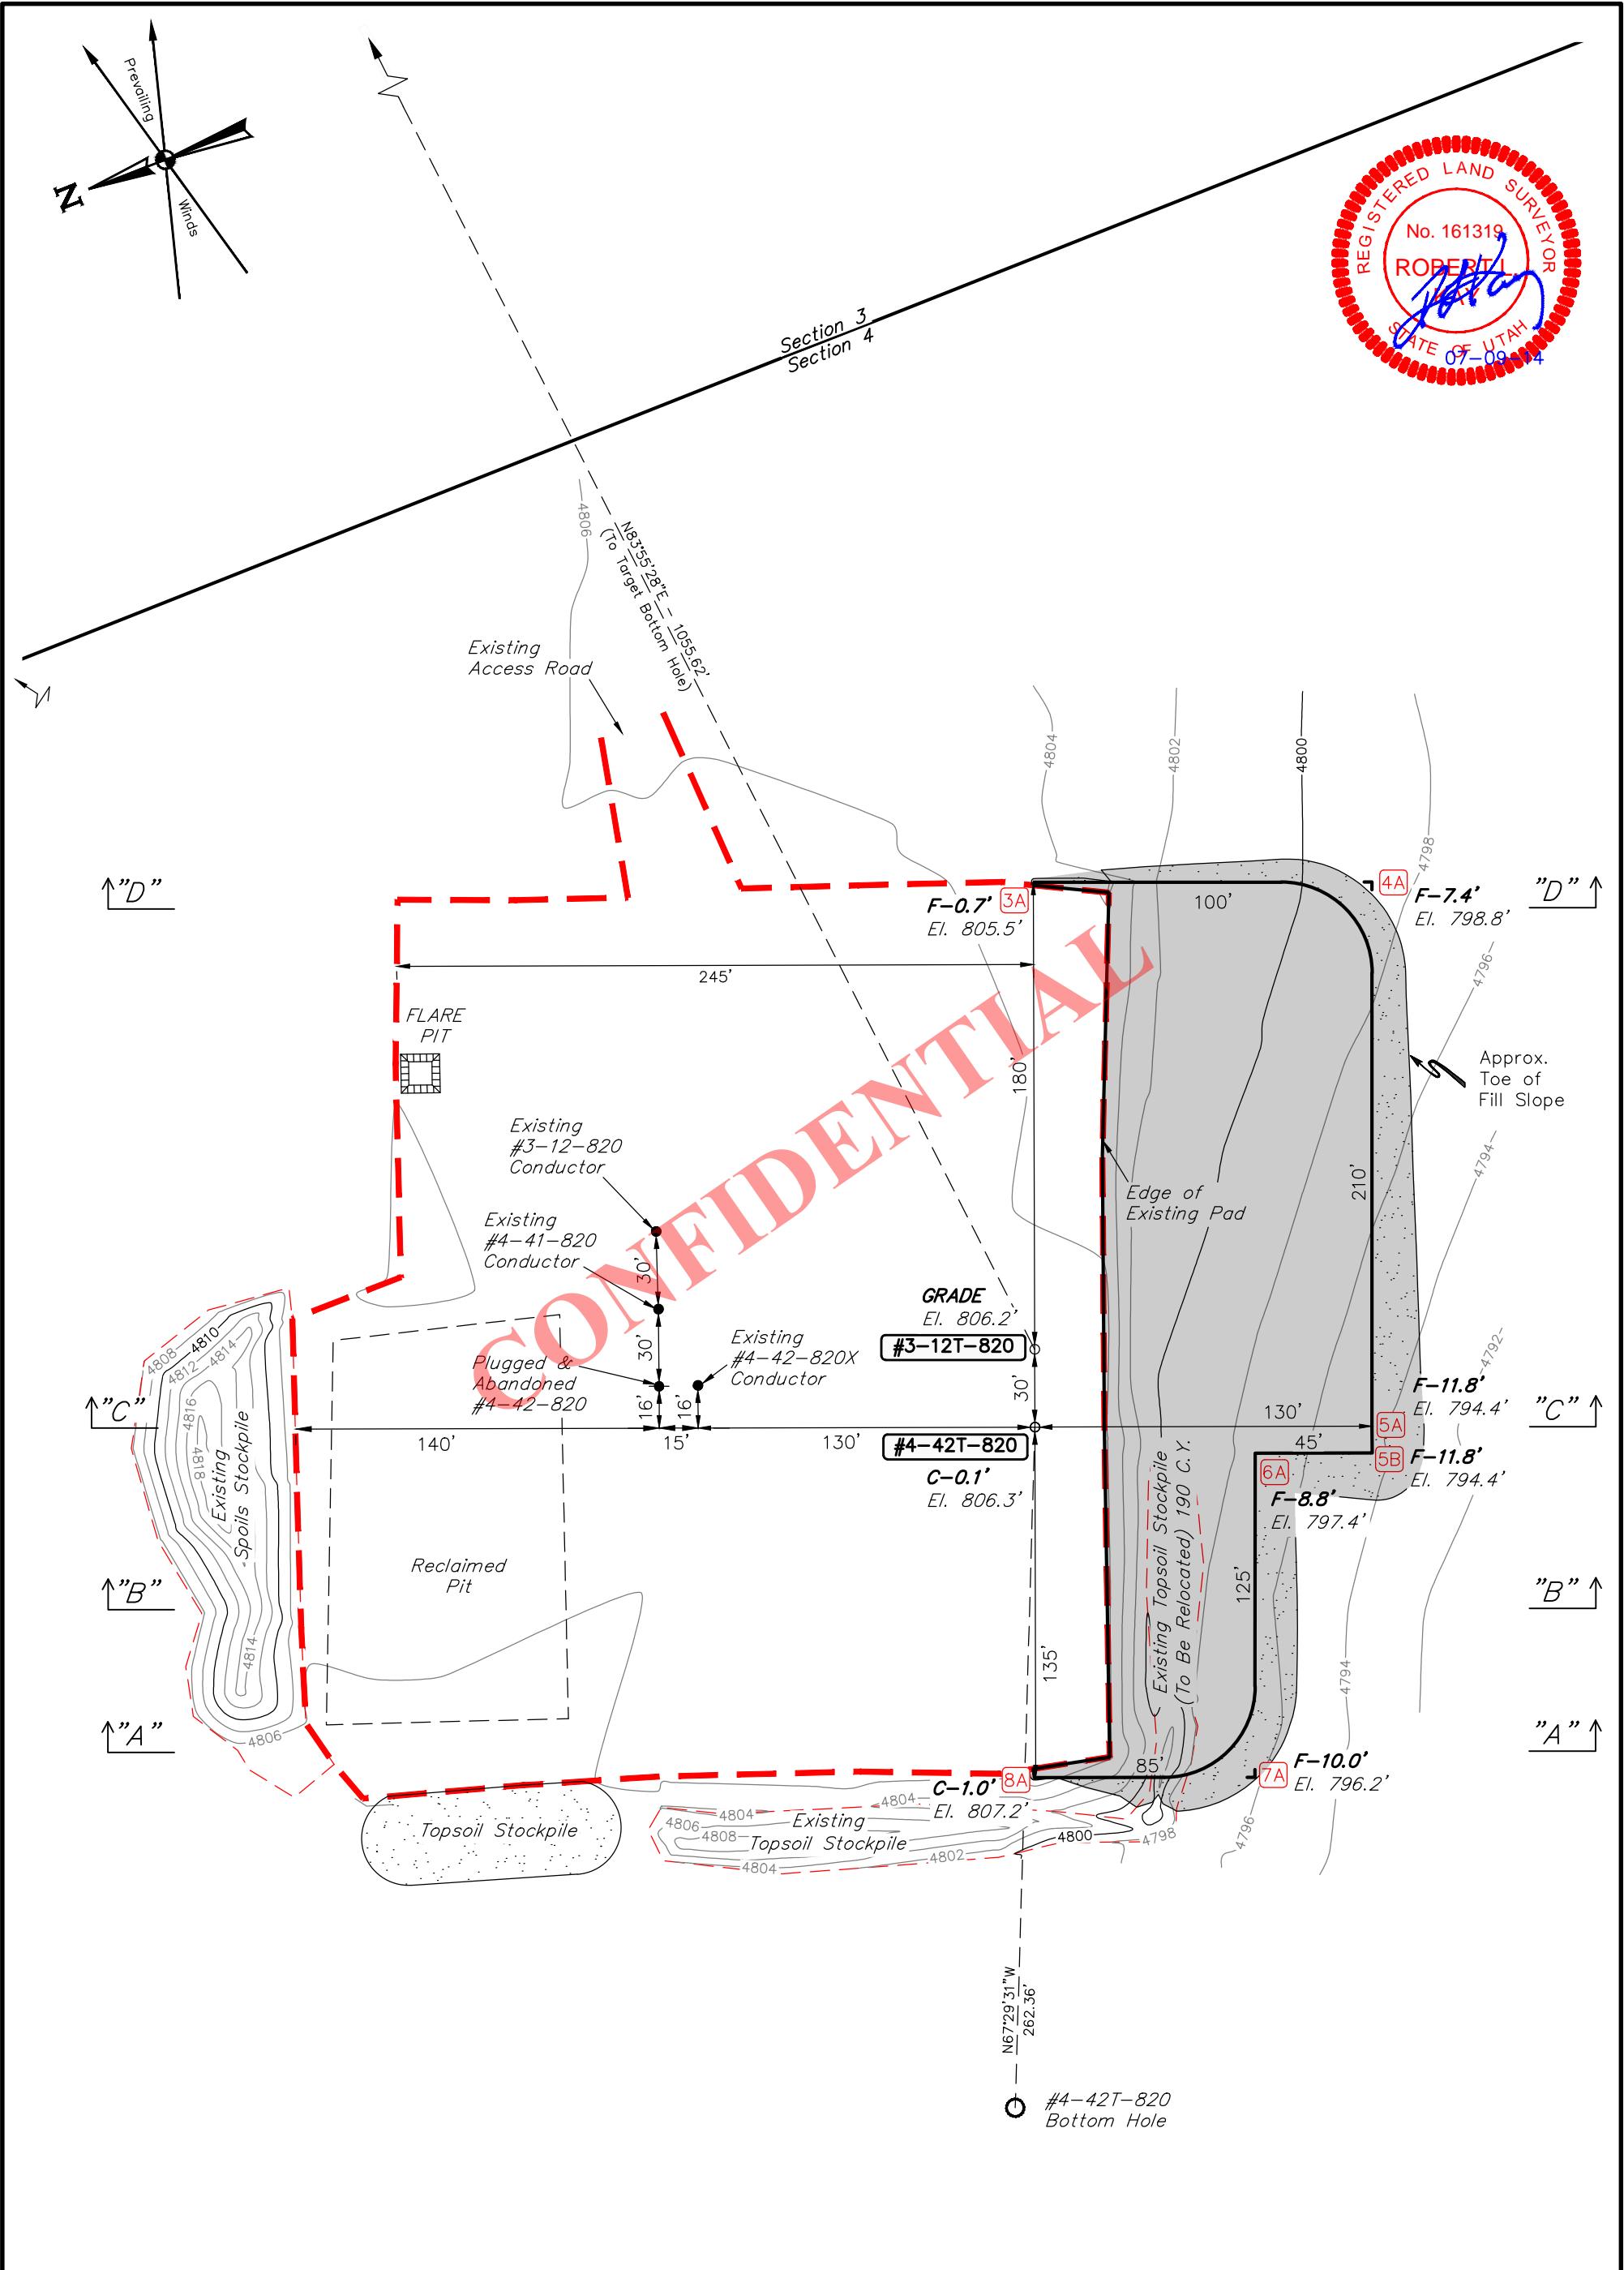 Prevailing
Winds
N
REGISTERED LAND SURVEYOR
No. 161319
ROBERT L.
KAY
STATE OF UTAH
07-09-14
Section 3
Section 4
4806
N83°55'28"E - 1055.62'
(To Target Bottom Hole)
Existing
Access Road
4804
4802
4800
4798
4796
4794
4792
"D"
"D"
F-0.7'
El. 805.5'
3A
100'
4A
F-7.4'
El. 798.8'
245'
FLARE
PIT
180'
Approx.
Toe of
Fill Slope
CONFIDENTIAL
Existing
#3-12-820
Conductor
Edge of
Existing Pad
210'
Existing
#4-41-820
Conductor
30'
30'
GRADE
El. 806.2'
#3-12T-820
Existing
#4-42-820X
Conductor
Plugged &
Abandoned
#4-42-820
16'
16'
30'
4808
4810
4812
4814
4816
4818
4814
4806
Existing
Spoils Stockpile
"C"
"C"
140'
15'
130'
#4-42T-820
C-0.1'
El. 806.3'
130'
45'
5A
F-11.8'
El. 794.4'
5B
F-11.8'
El. 794.4'
6A
F-8.8'
El. 797.4'
Existing Topsoil Stockpile
(To Be Relocated) 190 C.Y.
Reclaimed
Pit
"B"
"B"
125'
135'
4794
"A"
"A"
85'
8A
C-1.0'
El. 807.2'
7A
F-10.0'
El. 796.2'
Topsoil Stockpile
4804
4804
4806
4808
Existing
Topsoil Stockpile
4804
4802
4800
4798
4796
N67°29'31"W
262.36'
#4-42T-820
Bottom Hole